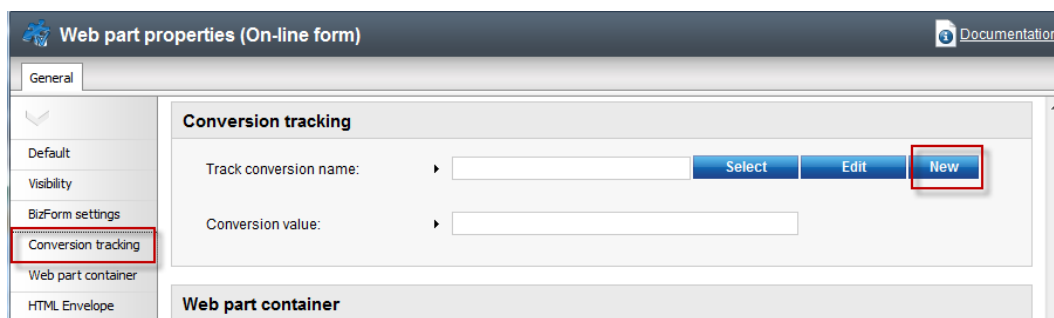 Web part properties (On-line form)
Documentation
General
Default
Visibility
BizForm settings
Conversion tracking
Web part container
HTML Envelope
Conversion tracking
Track conversion name:
Select
Edit
New
Conversion value:
Web part container